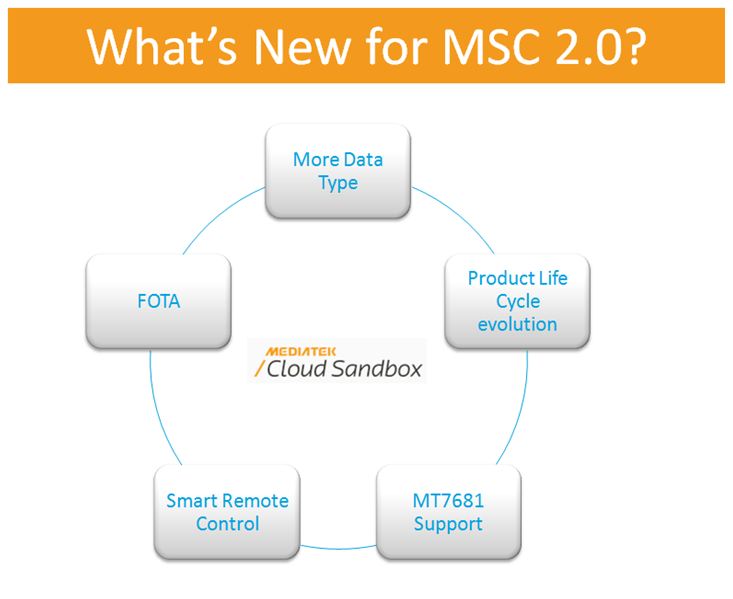 What's New for MSC 2.0?
More Data
Type
Product Life
Cycle
evolution
MT7681
Support
Smart Remote
Control
FOTA
MEDIATEK
/Cloud Sandbox